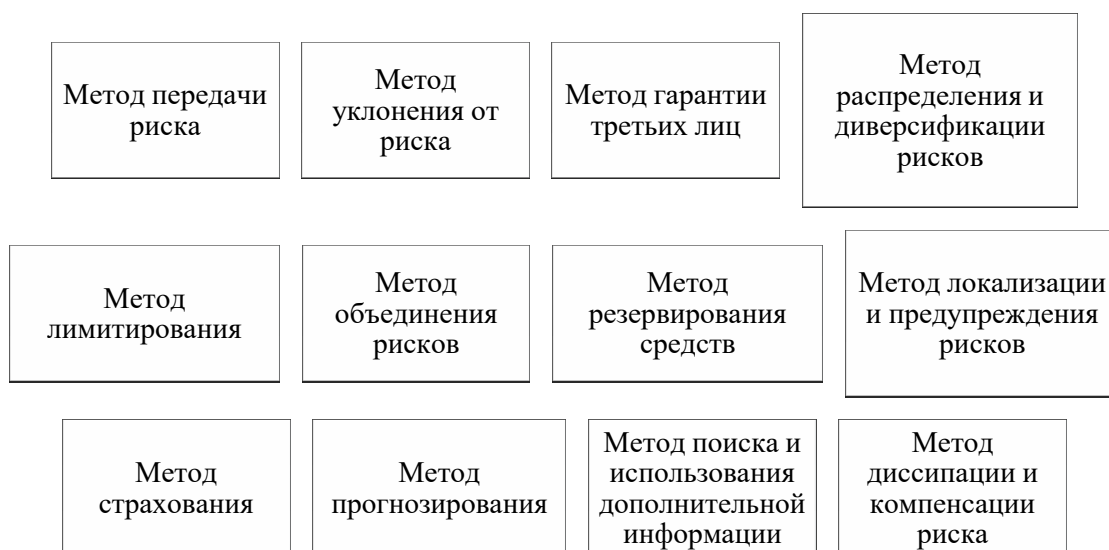 Метод передачи
риска
Метод
уклонения от
риска
Метод гарантии
третьих лиц
Метод
распределения и
диверсификации
рисков
Метод
лимитирования
Метод
объединения
рисков
Метод
резервирования
средств
Метод локализации
и предупреждения
рисков
Метод
страхования
Метод
прогнозирования
Метод поиска и
использования
дополнительной
информации
Метод
диссипации и
компенсации
риска